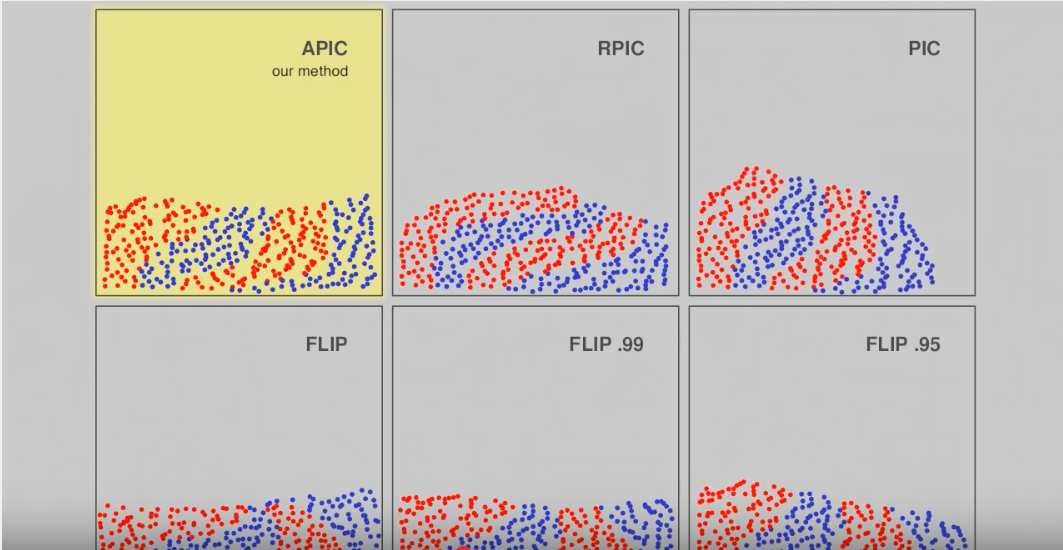 APIC
our method
RPIC
PIC
FLIP
FLIP .99
FLIP .95